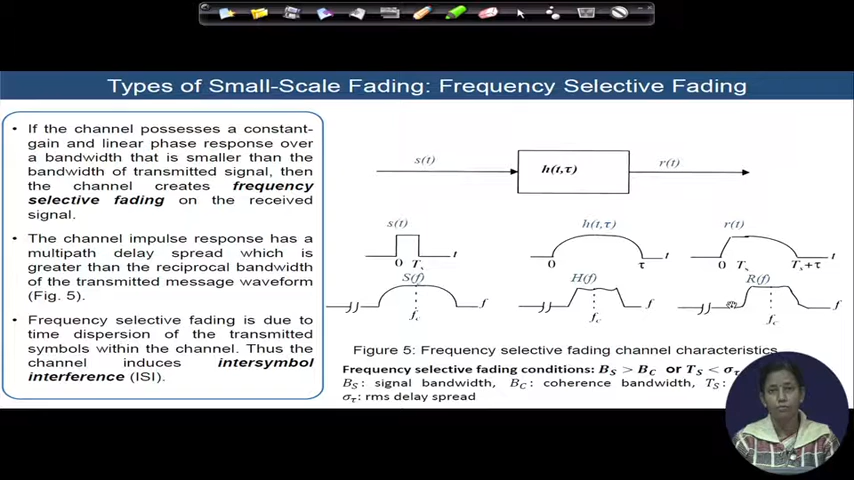 Types of Small-Scale Fading: Frequency Selective Fading
• If the channel possesses a constant-
gain and linear phase response over
a bandwidth that is smaller than the
bandwidth of transmitted signal, then
the channel creates frequency
selective fading on the received
signal.
• The channel impulse response has a
multipath delay spread which is
greater than the reciprocal bandwidth
of the transmitted message waveform
(Fig. 5).
• Frequency selective fading is due to
time dispersion of the transmitted
symbols within the channel. Thus the
channel induces intersymbol
interference (ISI).
s(t) h(t,τ) r(t)
s(t) h(t,τ) r(t)
t t t
0 Ts 0 τ 0 Ts Ts+τ
S(f) H(f) R(f)
f f f
fc fc fc
Figure 5: Frequency selective fading channel characteristics
Frequency selective fading conditions: BS > BC or TS < στ
BS: signal bandwidth, BC: coherence bandwidth, TS:
στ: rms delay spread